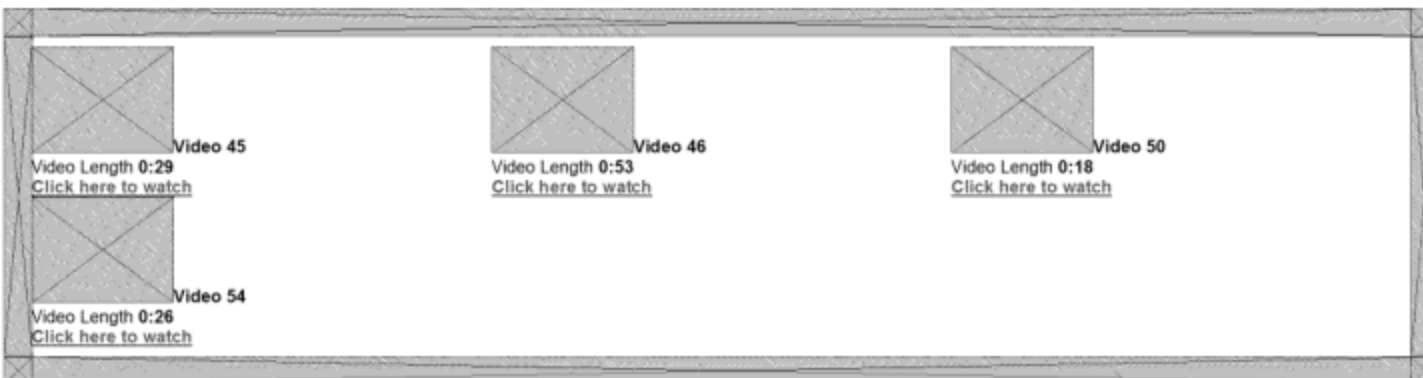 Video 45
Video Length 0:29
Click here to watch
Video 46
Video Length 0:53
Click here to watch
Video 50
Video Length 0:18
Click here to watch
Video 54
Video Length 0:26
Click here to watch